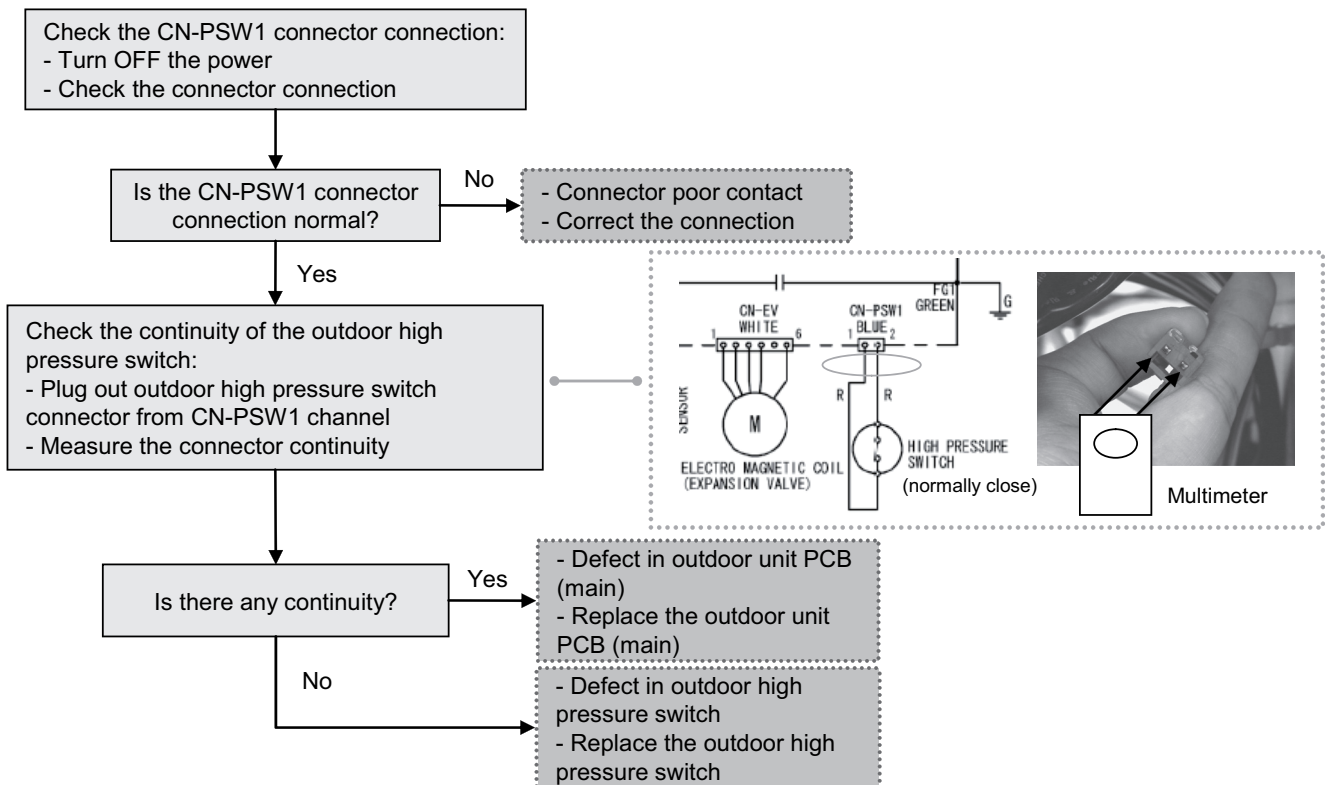 Check the CN-PSW1 connector connection:
- Turn OFF the power
- Check the connector connection
Is the CN-PSW1 connector
connection normal?
No
- Connector poor contact
- Correct the connection
Yes
Check the continuity of the outdoor high
pressure switch:
- Plug out outdoor high pressure switch
connector from CN-PSW1 channel
- Measure the connector continuity
CN-EV
WHITE
1
6
CN-PSW1
BLUE
1
2
FG1
GREEN
G
SENSOR
M
R
R
ELECTRO MAGNETIC COIL
(EXPANSION VALVE)
HIGH PRESSURE
SWITCH
(normally close)
Multimeter
Is there any continuity?
Yes
- Defect in outdoor unit PCB
(main)
- Replace the outdoor unit
PCB (main)
No
- Defect in outdoor high
pressure switch
- Replace the outdoor high
pressure switch